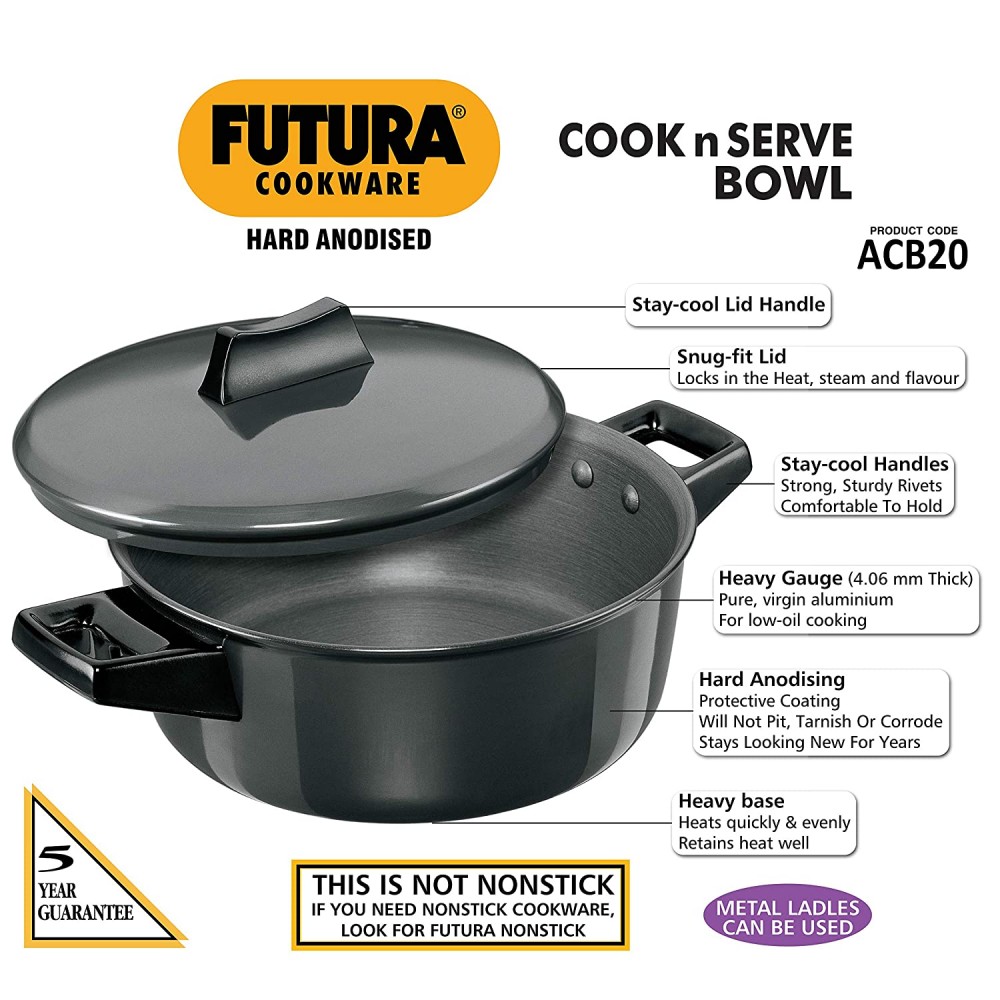 FUTURA®
COOKWARE
HARD ANODISED
COOK n SERVE
BOWL
PRODUCT CODE
ACB20
Stay-cool Lid Handle
Snug-fit Lid
Locks in the Heat, steam and flavour
Stay-cool Handles
Strong, Sturdy Rivets
Comfortable To Hold
Heavy Gauge (4.06 mm Thick)
Pure, virgin aluminium
For low-oil cooking
Hard Anodising
Protective Coating
Will Not Pit, Tarnish Or Corrode
Stays Looking New For Years
Heavy base
Heats quickly & evenly
Retains heat well
5
YEAR
GUARANTEE
THIS IS NOT NONSTICK
IF YOU NEED NONSTICK COOKWARE,
LOOK FOR FUTURA NONSTICK
METAL LADLES
CAN BE USED